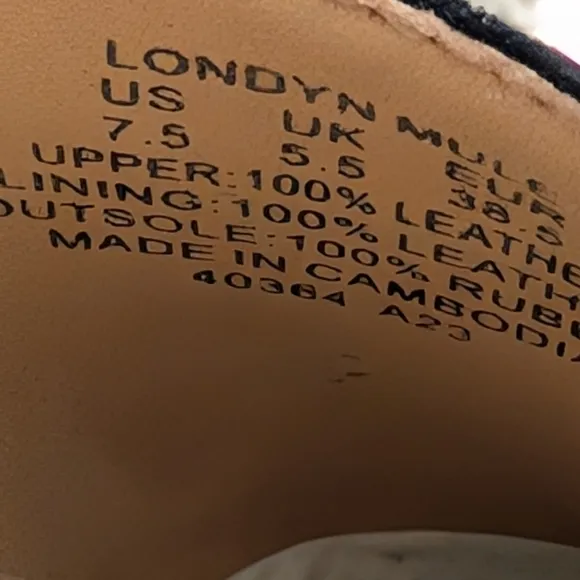 LONDYN MULE
US UK EUR
7.5 5.5 38.5
UPPER:100% LEATHE
LINING:100% LEATH
OUTSOLE:100% RUBB
MADE IN CAMBODIA
40364 A23